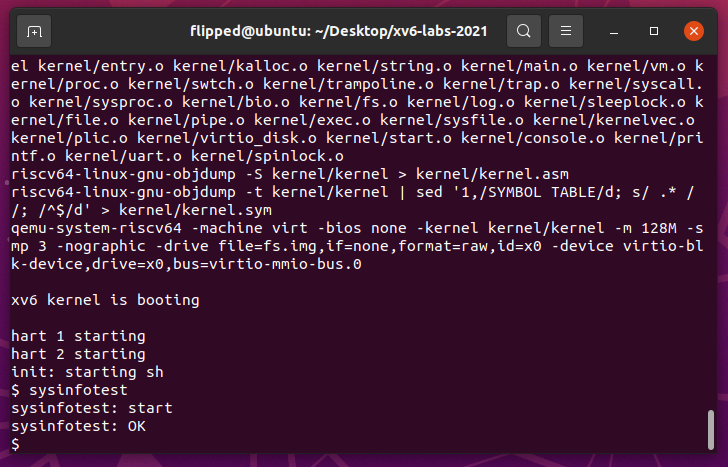 flipped@ubuntu: ~/Desktop/xv6-labs-2021
el kernel/entry.o kernel/kalloc.o kernel/string.o kernel/main.o kernel/vm.o k
ernel/proc.o kernel/swtch.o kernel/trampoline.o kernel/trap.o kernel/syscall.
o kernel/sysproc.o kernel/bio.o kernel/fs.o kernel/log.o kernel/sleeplock.o k
ernel/file.o kernel/pipe.o kernel/exec.o kernel/sysfile.o kernel/kernelvec.o 
kernel/plic.o kernel/virtio_disk.o kernel/start.o kernel/console.o kernel/pri
ntf.o kernel/uart.o kernel/spinlock.o
riscv64-linux-gnu-objdump -S kernel/kernel > kernel/kernel.asm
riscv64-linux-gnu-objdump -t kernel/kernel | sed '1,/SYMBOL TABLE/d; s/ .* /
/; /^$/d' > kernel/kernel.sym
qemu-system-riscv64 -machine virt -bios none -kernel kernel/kernel -m 128M -s
mp 3 -nographic -drive file=fs.img,if=none,format=raw,id=x0 -device virtio-bl
k-device,drive=x0,bus=virtio-mmio-bus.0
xv6 kernel is booting
hart 1 starting
hart 2 starting
init: starting sh
$ sysinfotest
sysinfotest: start
sysinfotest: OK
$